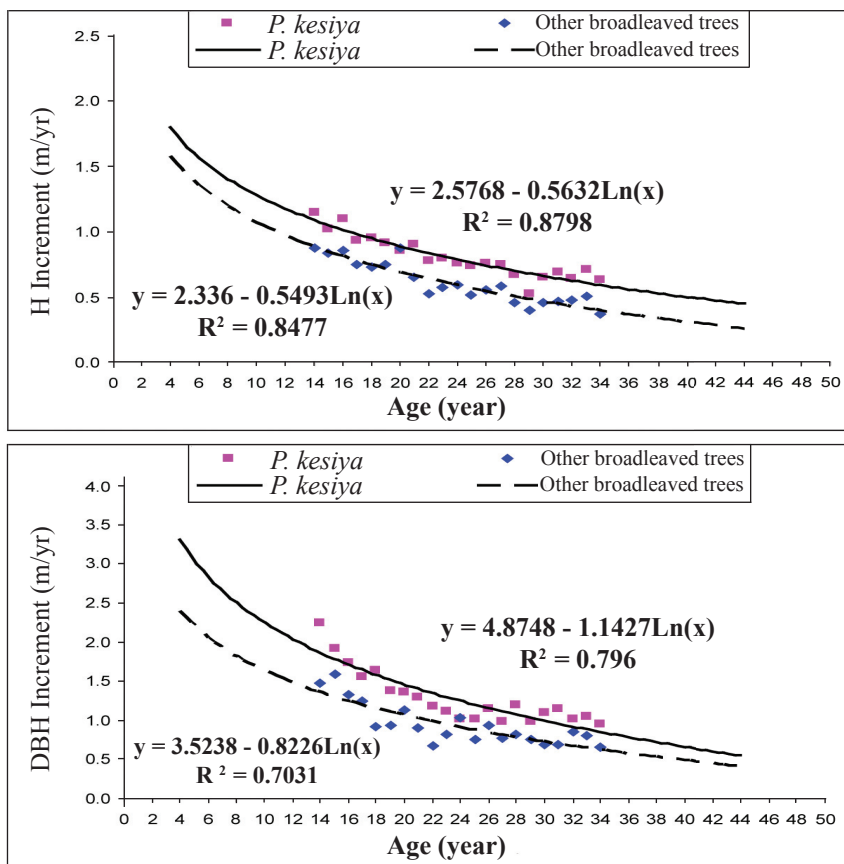 P. kesiya Other broadleaved trees
P. kesiya Other broadleaved trees
2.5
2.0
1.5
1.0
0.5
0.0
H Increment (m/yr)
y = 2.5768 - 0.5632Ln(x)
R² = 0.8798
y = 2.336 - 0.5493Ln(x)
R² = 0.8477
0 2 4 6 8 10 12 14 16 18 20 22 24 26 28 30 32 34 36 38 40 42 44 46 48 50
Age (year)
P. kesiya Other broadleaved trees
P. kesiya Other broadleaved trees
4.0
3.5
3.0
2.5
2.0
1.5
1.0
0.5
0.0
DBH Increment (m/yr)
y = 4.8748 - 1.1427Ln(x)
R² = 0.796
y = 3.5238 - 0.8226Ln(x)
R ² = 0.7031
0 2 4 6 8 10 12 14 16 18 20 22 24 26 28 30 32 34 36 38 40 42 44 46 48 50
Age (year)